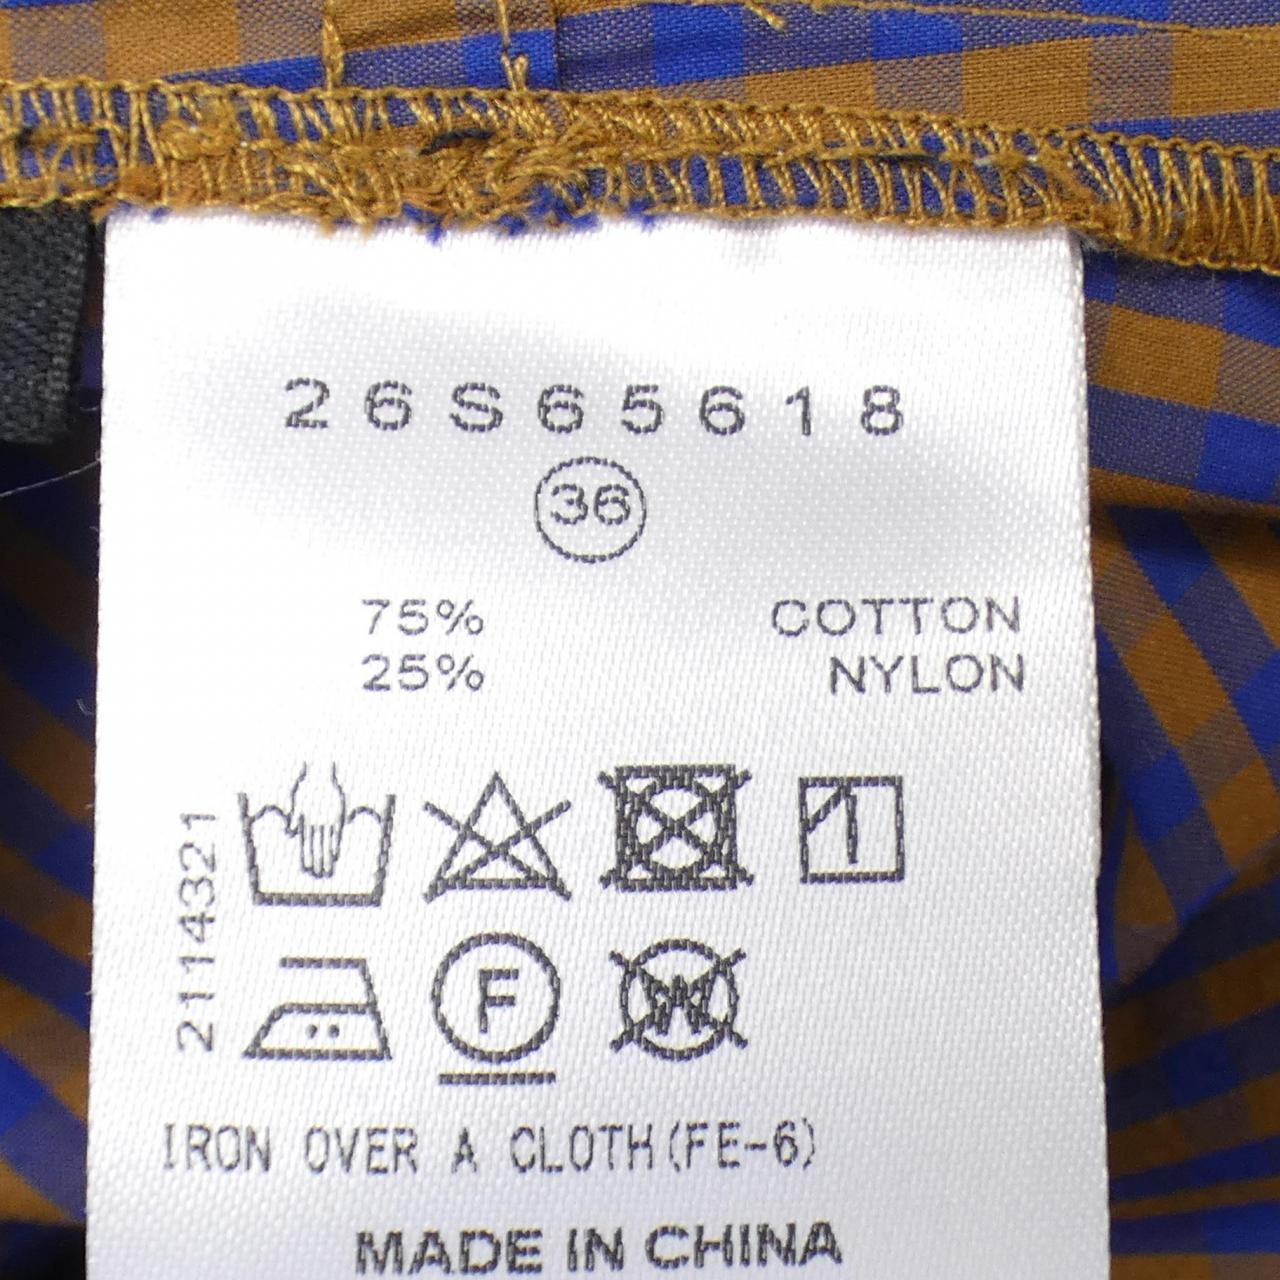 26S65618
36
75% COTTON
25% NYLON
2114321
F
W
IRON OVER A CLOTH(FE-6)
MADE IN CHINA